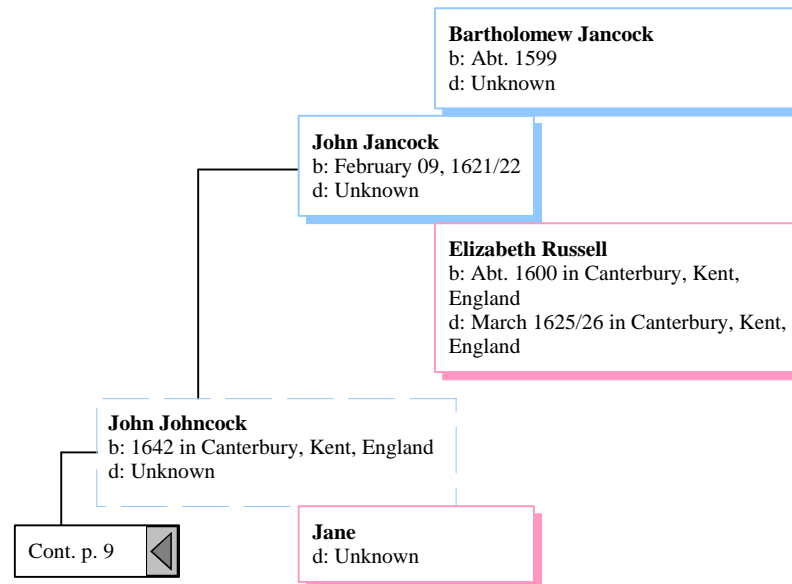 Bartholomew Jancock
b: Abt. 1599
d: Unknown
John Jancock
b: February 09, 1621/22
d: Unknown
Elizabeth Russell
b: Abt. 1600 in Canterbury, Kent,
England
d: March 1625/26 in Canterbury, Kent,
England
John Johncock
b: 1642 in Canterbury, Kent, England
d: Unknown
Jane
d: Unknown
Cont. p. 9